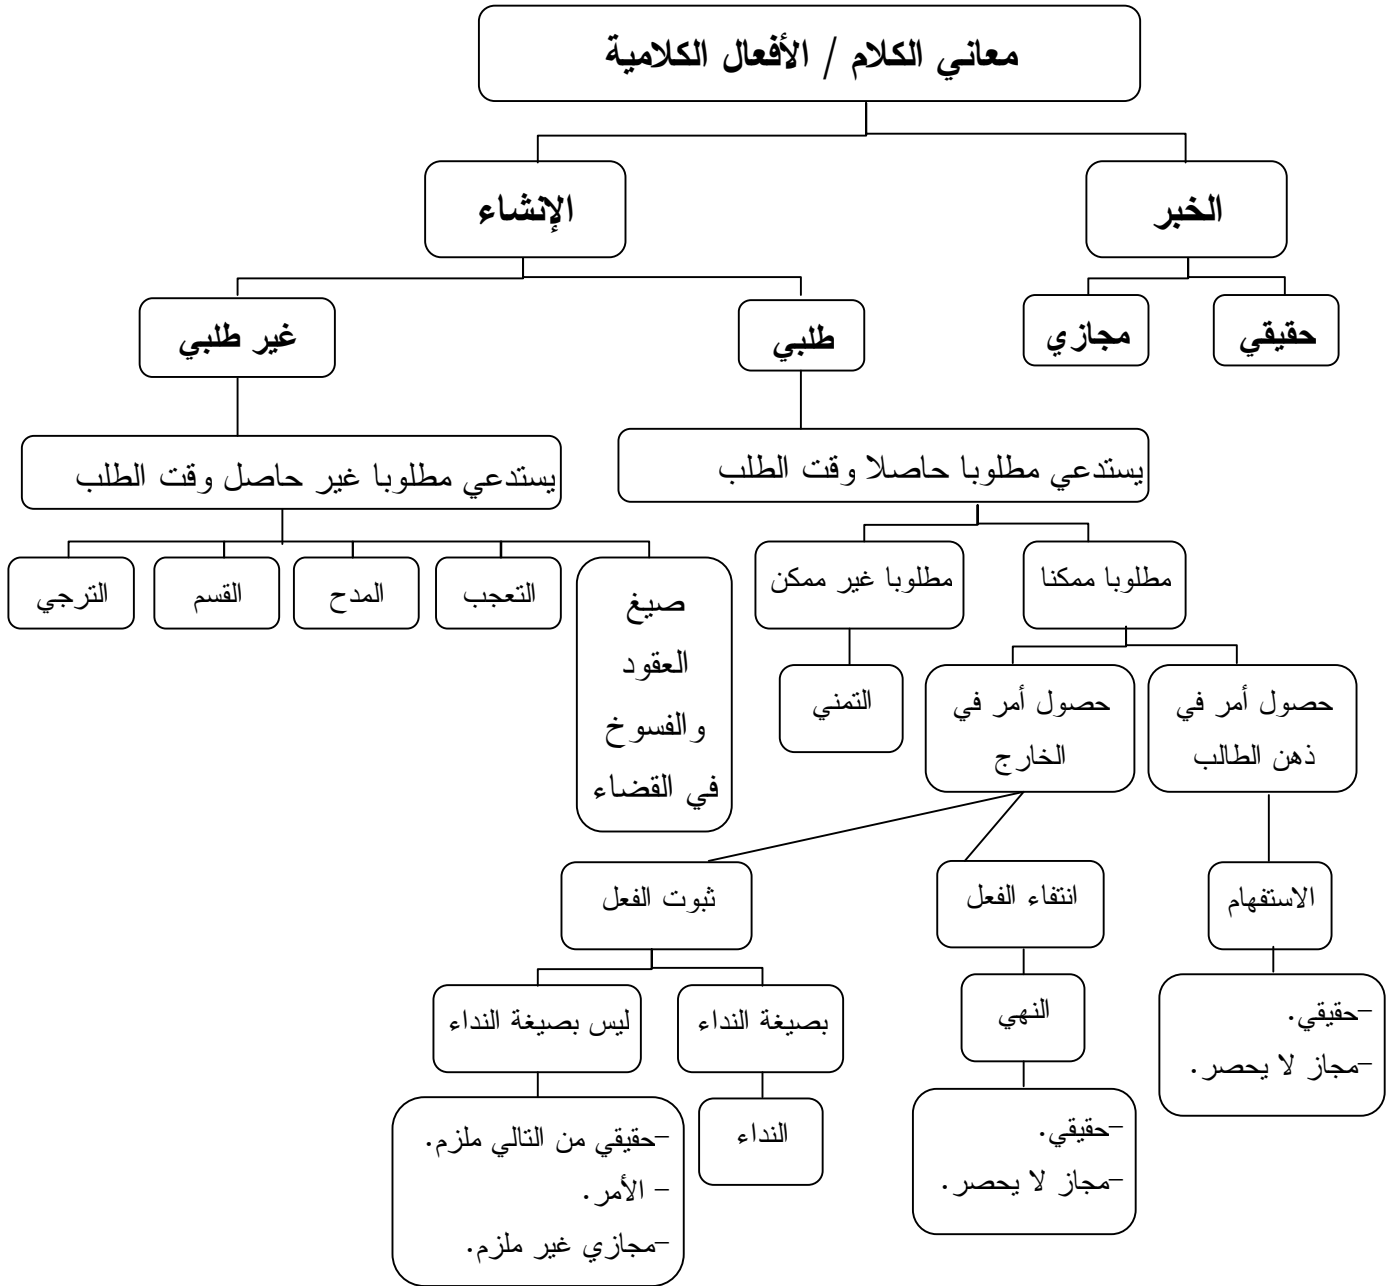 معاني الكلام / الأفعال الكلامية
الخبر
الإنشاء
حقيقي
مجازي
طلبي
غير طلبي
يستدعي مطلوبا حاصلا وقت الطلب
يستدعي مطلوبا غير حاصل وقت الطلب
مطلوبا ممكنا
مطلوبا غير ممكن
صيغ
العقود
والفسوخ
في القضاء
التعجب
المدح
القسم
الترجي
حصول أمر في
ذهن الطالب
حصول أمر في
الخارج
التمني
الاستفهام
انتفاء الفعل
ثبوت الفعل
-حقيقي.
-مجاز لا يحصر.
النهي
بصيغة النداء
ليس بصيغة النداء
-حقيقي.
-مجاز لا يحصر.
النداء
-حقيقي من التالي ملزم.
- الأمر.
-مجازي غير ملزم.